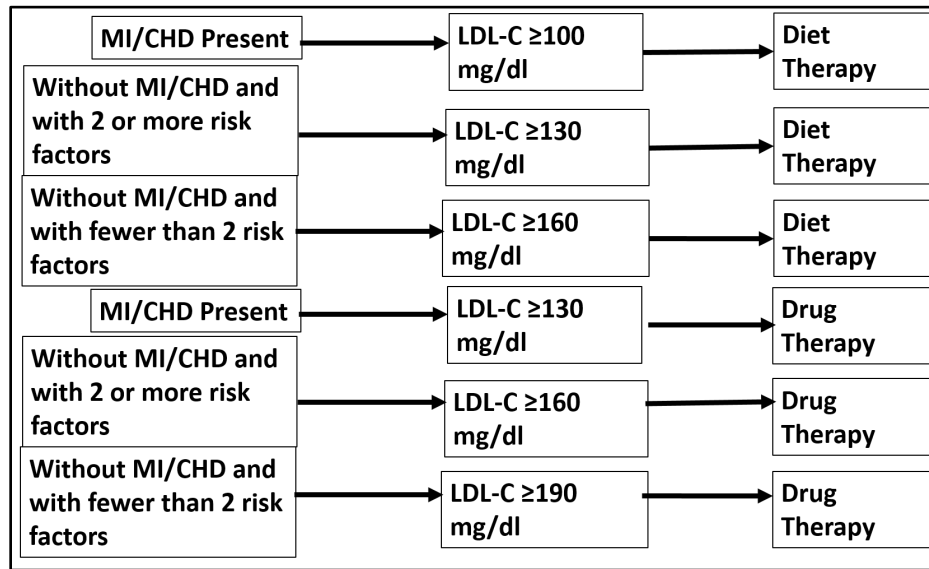 MI/CHD Present
LDL-C ≥100
mg/dl
Diet
Therapy
Without MI/CHD and
with 2 or more risk
factors
LDL-C ≥130
mg/dl
Diet
Therapy
Without MI/CHD and
with fewer than 2 risk
factors
LDL-C ≥160
mg/dl
Diet
Therapy
MI/CHD Present
LDL-C ≥130
mg/dl
Drug
Therapy
Without MI/CHD and
with 2 or more risk
factors
LDL-C ≥160
mg/dl
Drug
Therapy
Without MI/CHD and
with fewer than 2 risk
factors
LDL-C ≥190
mg/dl
Drug
Therapy